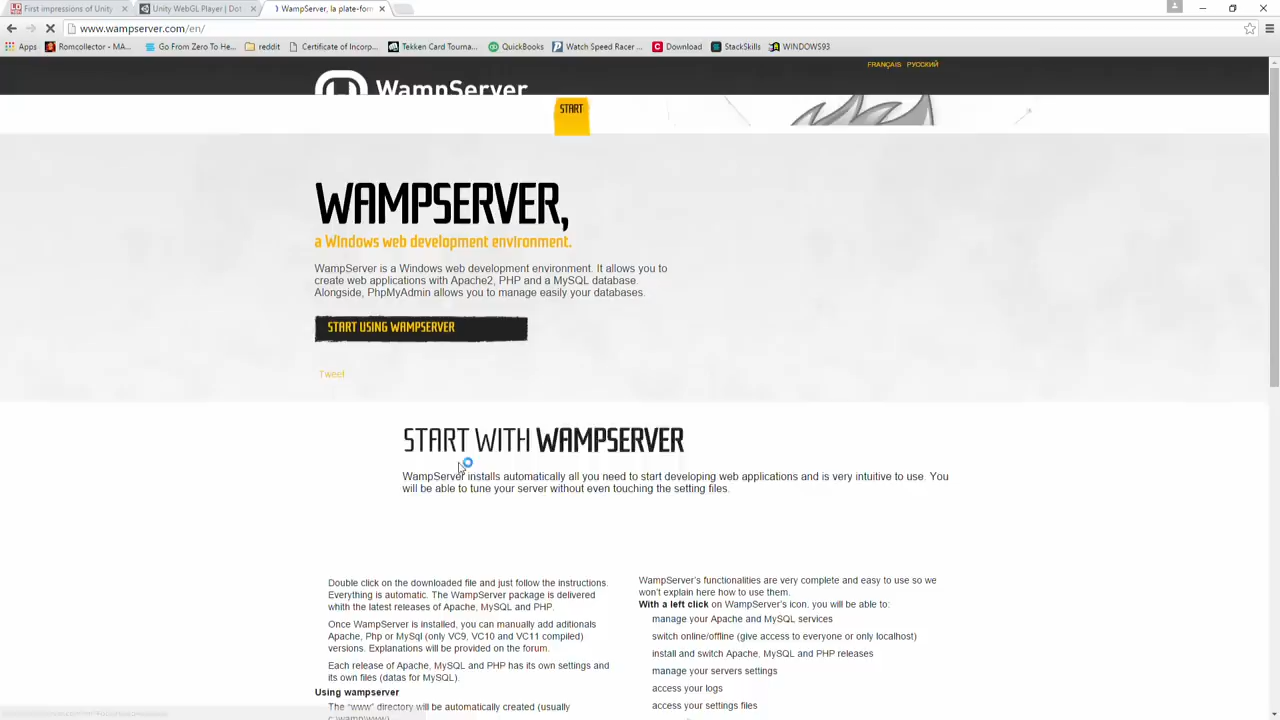 First impressions of Unity
Unity WebGL Player | Dot
WampServer, la plate-for
www.wampserver.com/en/
Apps
Romcollector - MA...
Go From Zero To He...
reddit
Certificate of Incorp...
Tekken Card Tourna...
QuickBooks
Watch Speed Racer ...
Download
StackSkills
WINDOWS93
FRANÇAIS РУССКИЙ
WampServer
START
WAMPSERVER,
a Windows web development environment.
WampServer is a Windows web development environment. It allows you to
create web applications with Apache2, PHP and a MySQL database.
Alongside, PhpMyAdmin allows you to manage easily your databases.
START USING WAMPSERVER
Tweet
START WITH WAMPSERVER
WampServer installs automatically all you need to start developing web applications and is very intuitive to use. You
will be able to tune your server without even touching the setting files.
Double click on the downloaded file and just follow the instructions.
Everything is automatic. The WampServer package is delivered
whith the latest releases of Apache, MySQL and PHP.
Once WampServer is installed, you can manually add aditionals
Apache, Php or MySql (only VC9, VC10 and VC11 compiled)
versions. Explanations will be provided on the forum.
Each release of Apache, MySQL and PHP has its own settings and
its own files (datas for MySQL).
Using wampserver
The "www" directory will be automatically created (usually
c:\wamp\www)
WampServer's functionalities are very complete and easy to use so we
won't explain here how to use them.
With a left click on WampServer's icon, you will be able to:
manage your Apache and MySQL services
switch online/offline (give access to everyone or only localhost)
install and switch Apache, MySQL and PHP releases
manage your servers settings
access your logs
access your settings files